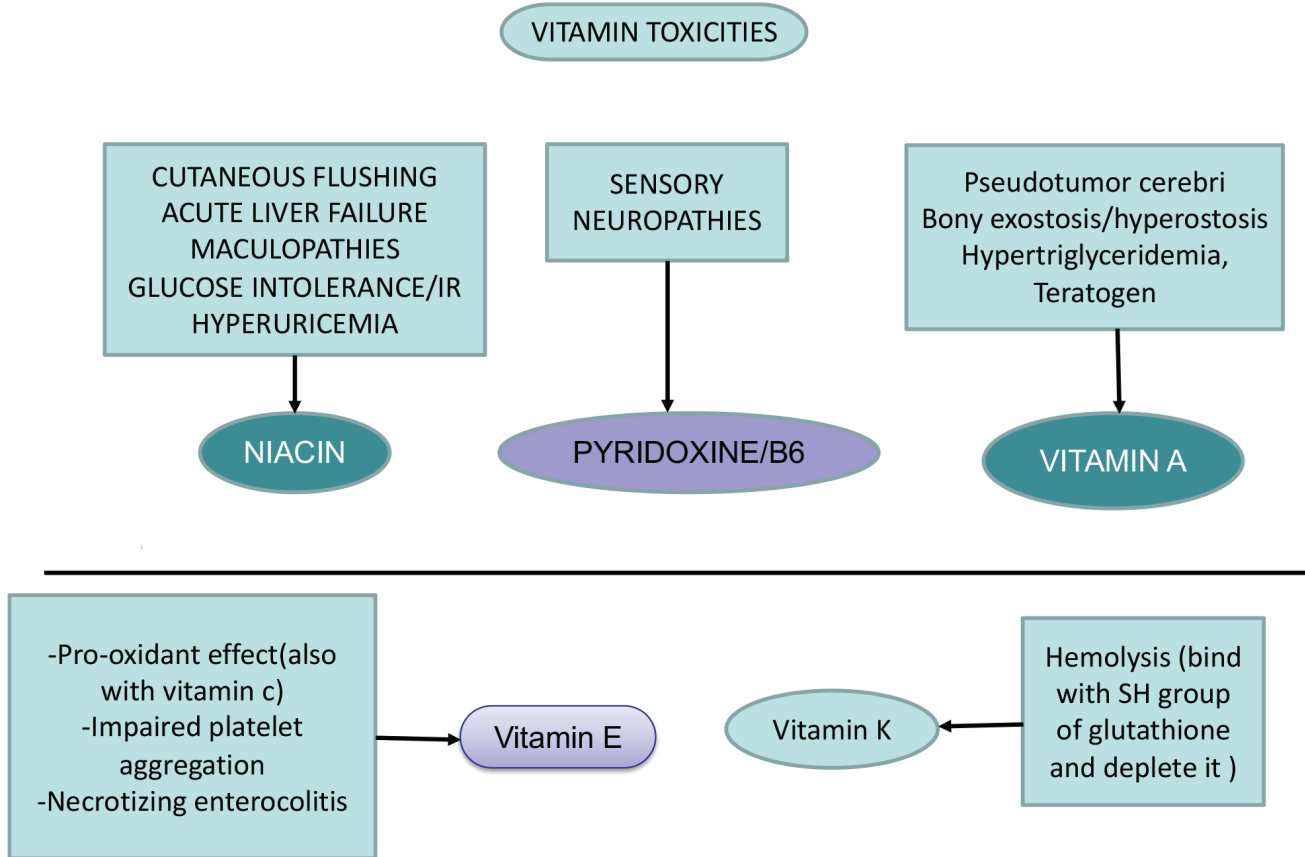 VITAMIN TOXICITIES
CUTANEOUS FLUSHING
ACUTE LIVER FAILURE
MACULOPATHIES
GLUCOSE INTOLERANCE/IR
HYPERURICEMIA
SENSORY
NEUROPATHIES
Pseudotumor cerebri
Bony exostosis/hyperostosis
Hypertriglyceridemia,
Teratogen
NIACIN
PYRIDOXINE/B6
VITAMIN A
-Pro-oxidant effect(also
with vitamin c)
-Impaired platelet
aggregation
-Necrotizing enterocolitis
Vitamin E
Vitamin K
Hemolysis (bind
with SH group
of glutathione
and deplete it )